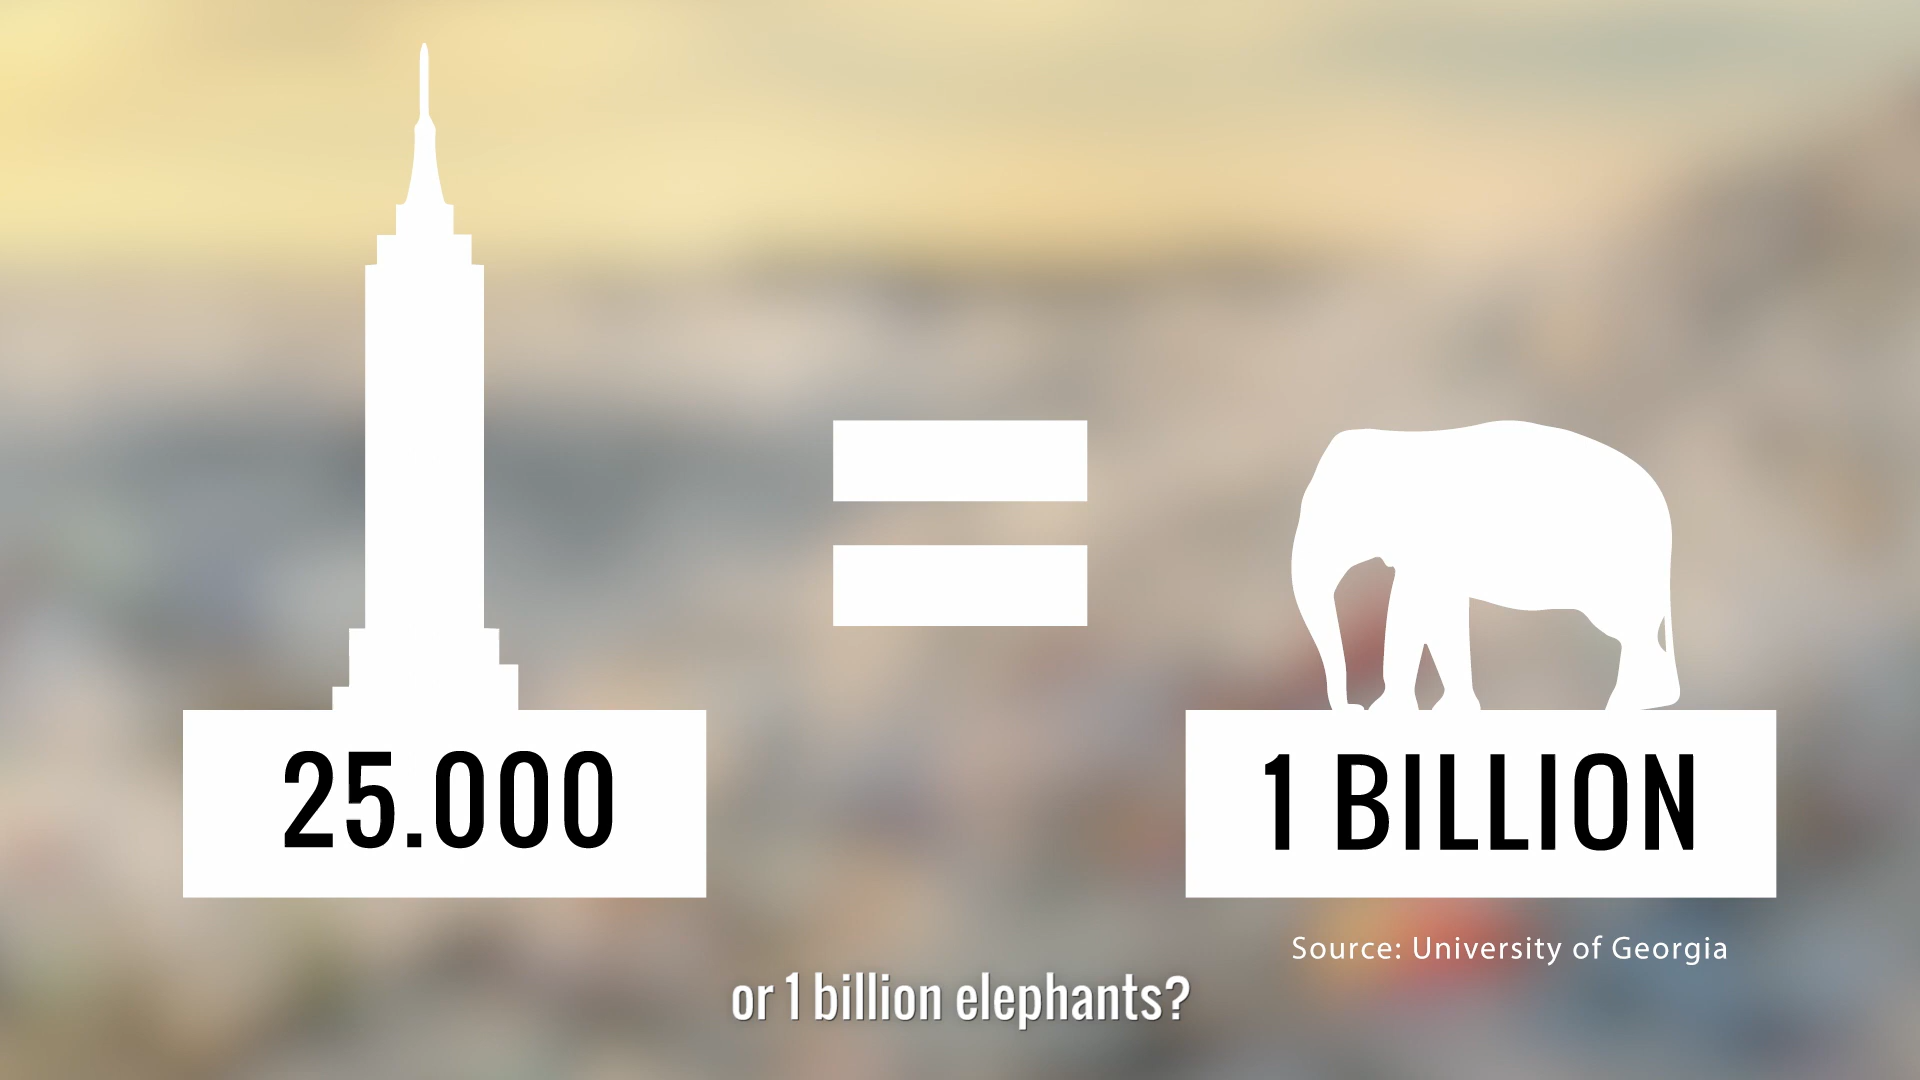 25.000
1 BILLION
Source: University of Georgia
or 1 billion elephants?